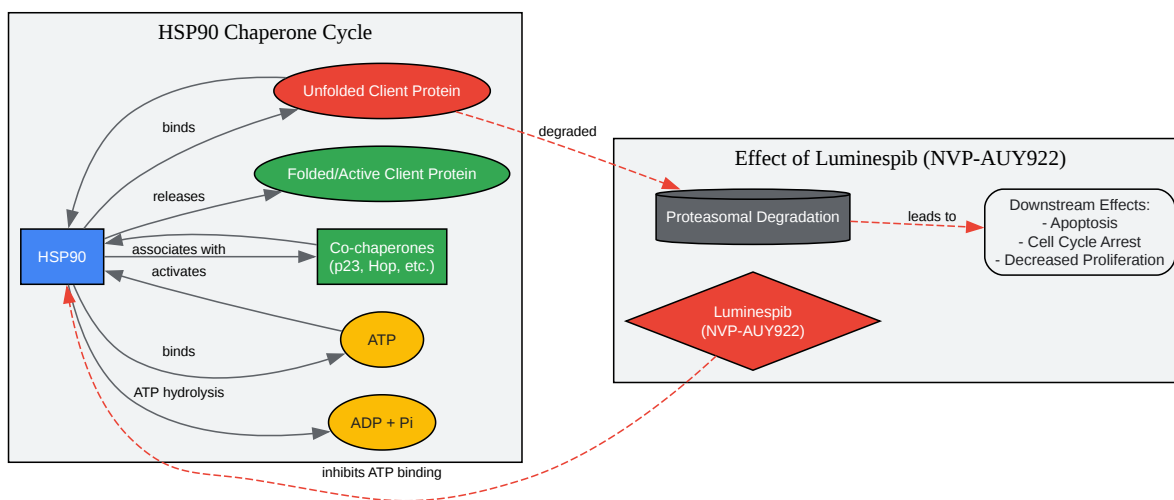 HSP90 Chaperone Cycle
Unfolded Client Protein
binds
degraded
Effect of Luminespib (NVP-AUY922)
Folded/Active Client Protein
releases
Proteasomal Degradation
leads to
Downstream Effects:
- Apoptosis
- Cell Cycle Arrest
- Decreased Proliferation
HSP90
associates with
Co-chaperones
(p23, Hop, etc.)
activates
Luminespib
(NVP-AUY922)
ATP
binds
ATP hydrolysis
ADP + Pi
inhibits ATP binding